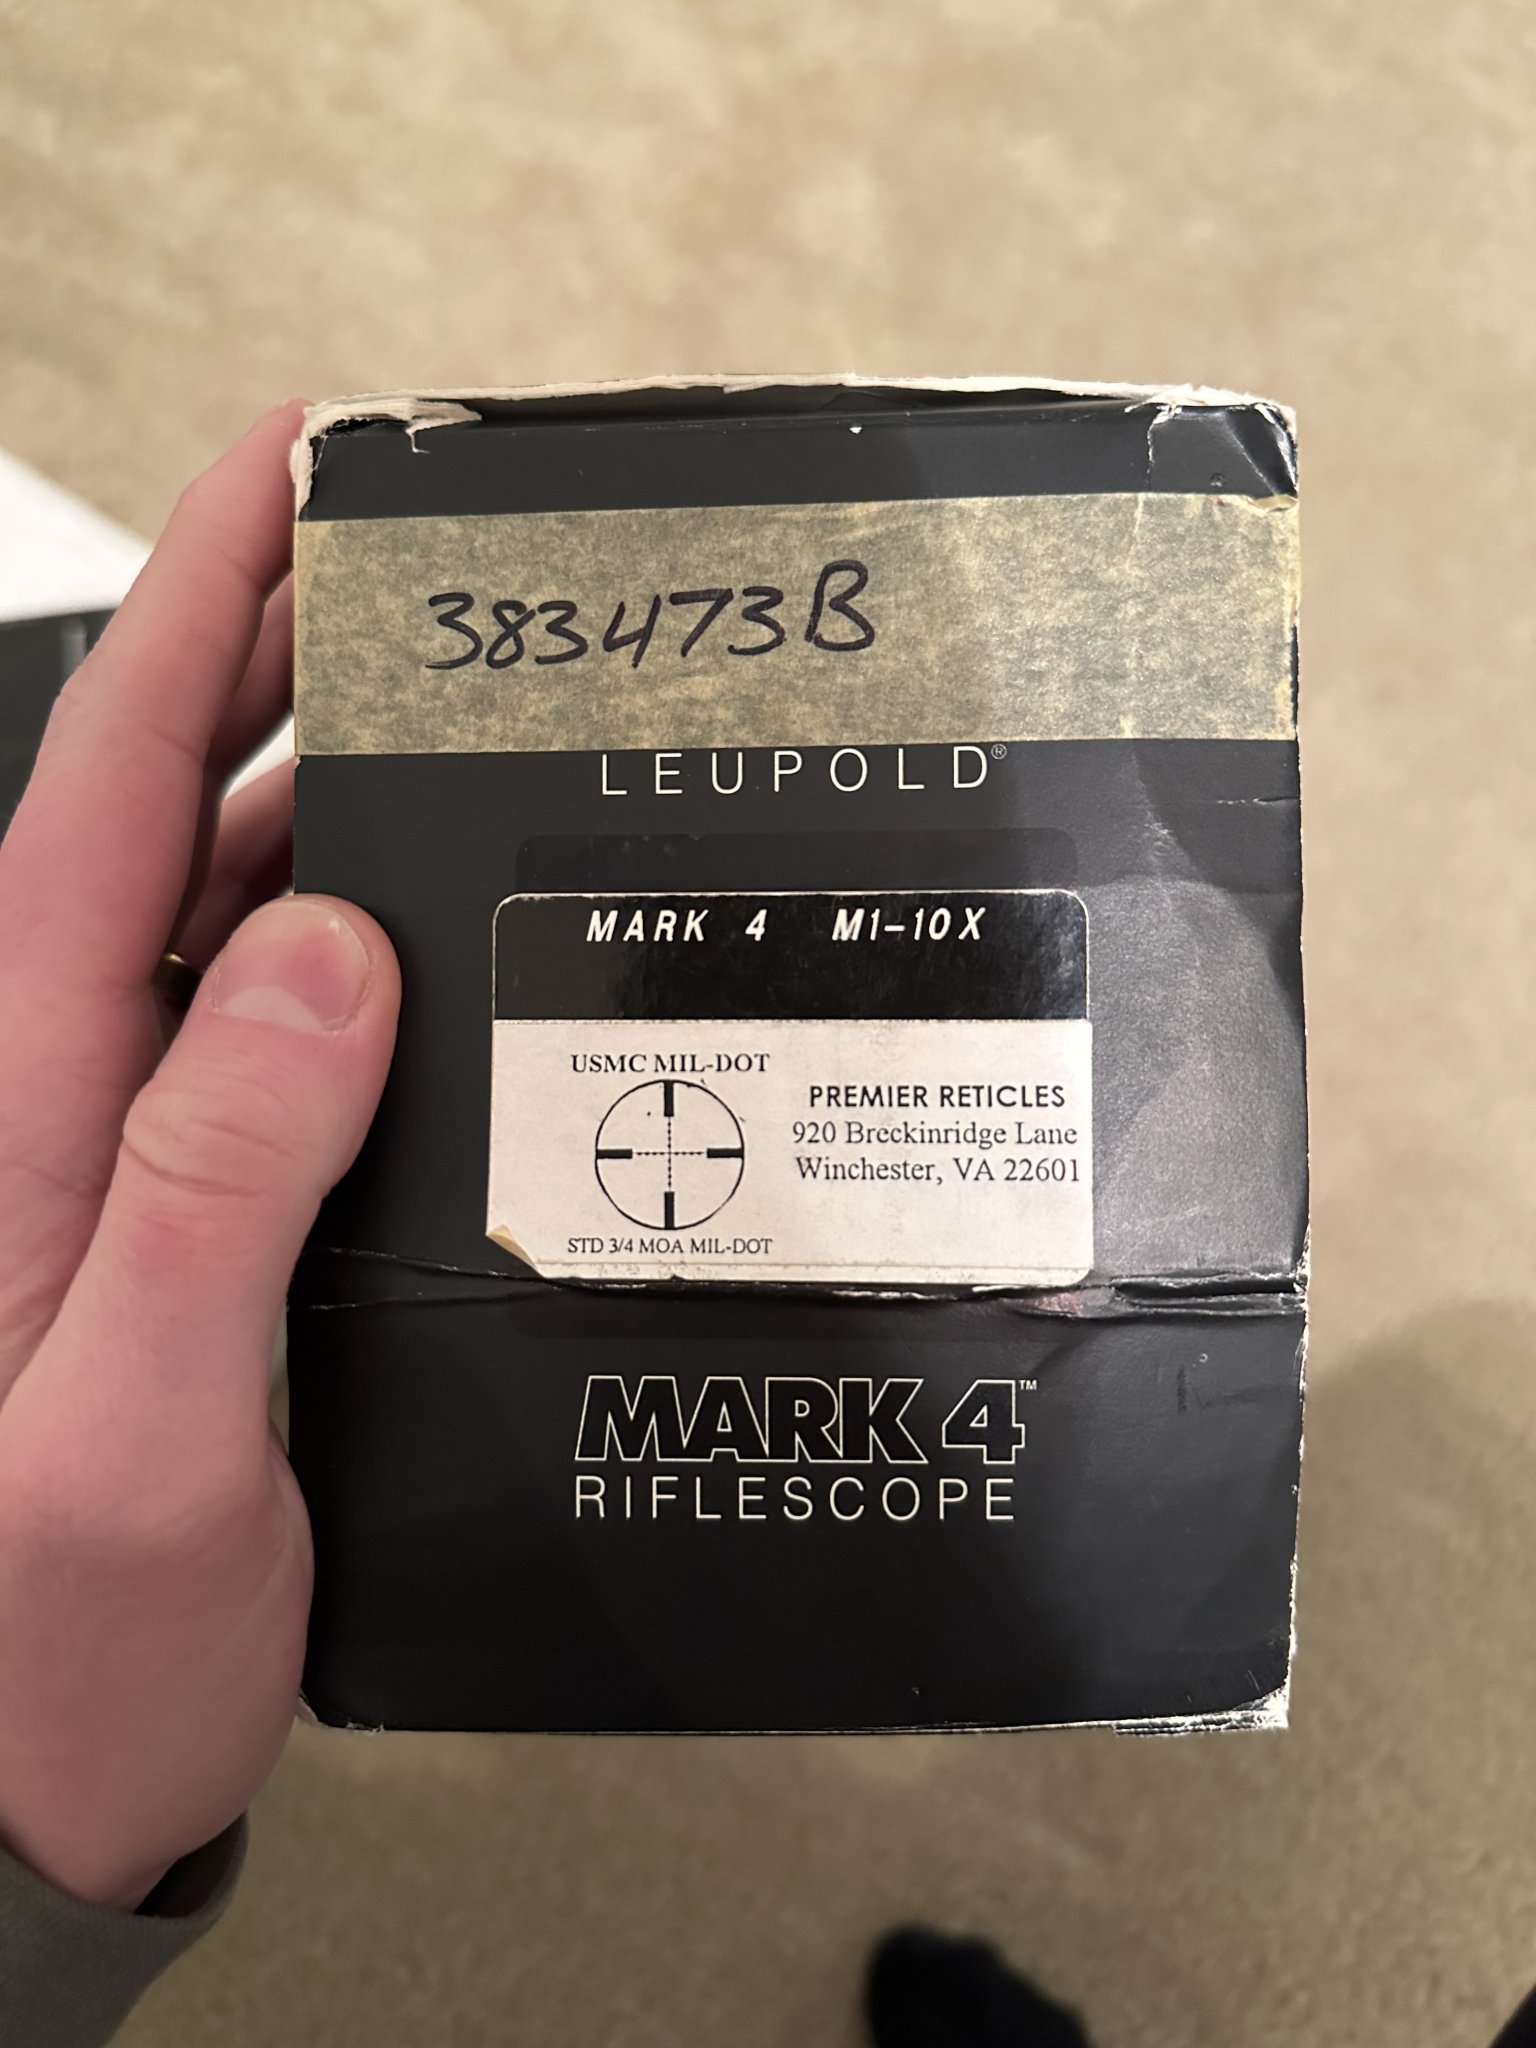 383473B
LEUPOLD®
MARK 4 M1-10X
USMC MIL-DOT
PREMIER RETICLES
920 Breckinridge Lane
Winchester, VA 22601
STD 3/4 MOA MIL-DOT
MARK 4™
RIFLESCOPE